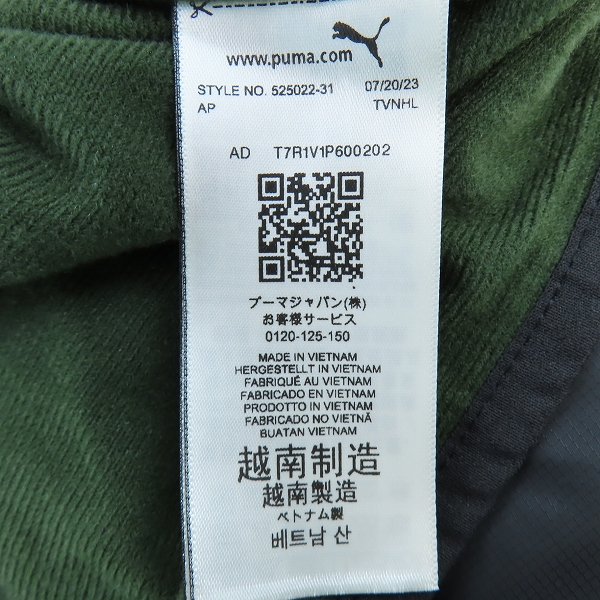 www.puma.com
STYLE NO. 525022-31 07/20/23
AP TVNHL
AD T7R1V1P600202
プーマジャパン(株)
お客様サービス
0120-125-150
MADE IN VIETNAM
HERGESTELLT IN VIETNAM
FABRIQUÉ AU VIETNAM
FABRICADO EN VIETNAM
PRODOTTO IN VIETNAM
FABRICADO NO VIETNÃ
BUATAN VIETNAM
越南制造
越南製造
ベトナム製
베트남 산